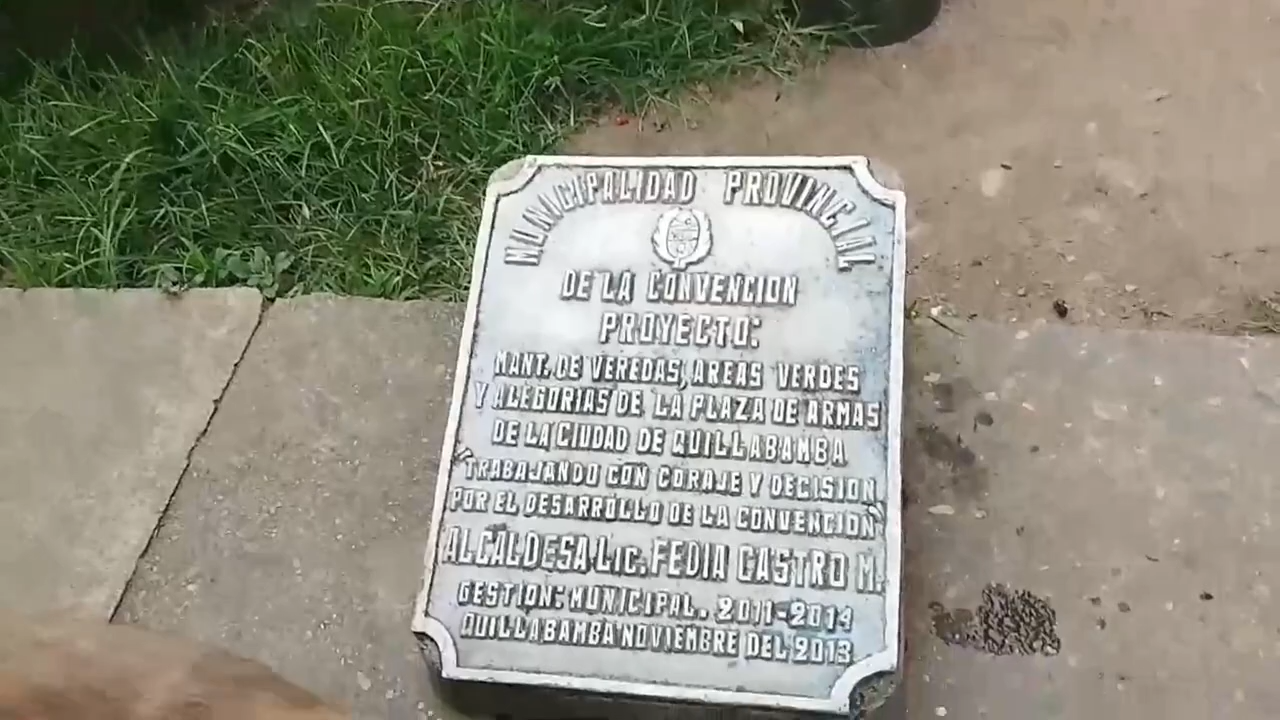 MUNICIPALIDAD PROVINCIAL
DE LA CONVENCION
PROYECTO:
MANT. DE VEREDAS, AREAS VERDES
Y ALEGORIAS DE LA PLAZA DE ARMAS
DE LA CIUDAD DE QUILLABAMBA
"TRABAJANDO CON CORAJE Y DECISION
POR EL DESARROLLO DE LA CONVENCION"
ALCALDESA LIC. FEDIA CASTRO M.
GESTION: MUNICIPAL. 2011-2014
QUILLABAMBA NOVIEMBRE DEL 2013